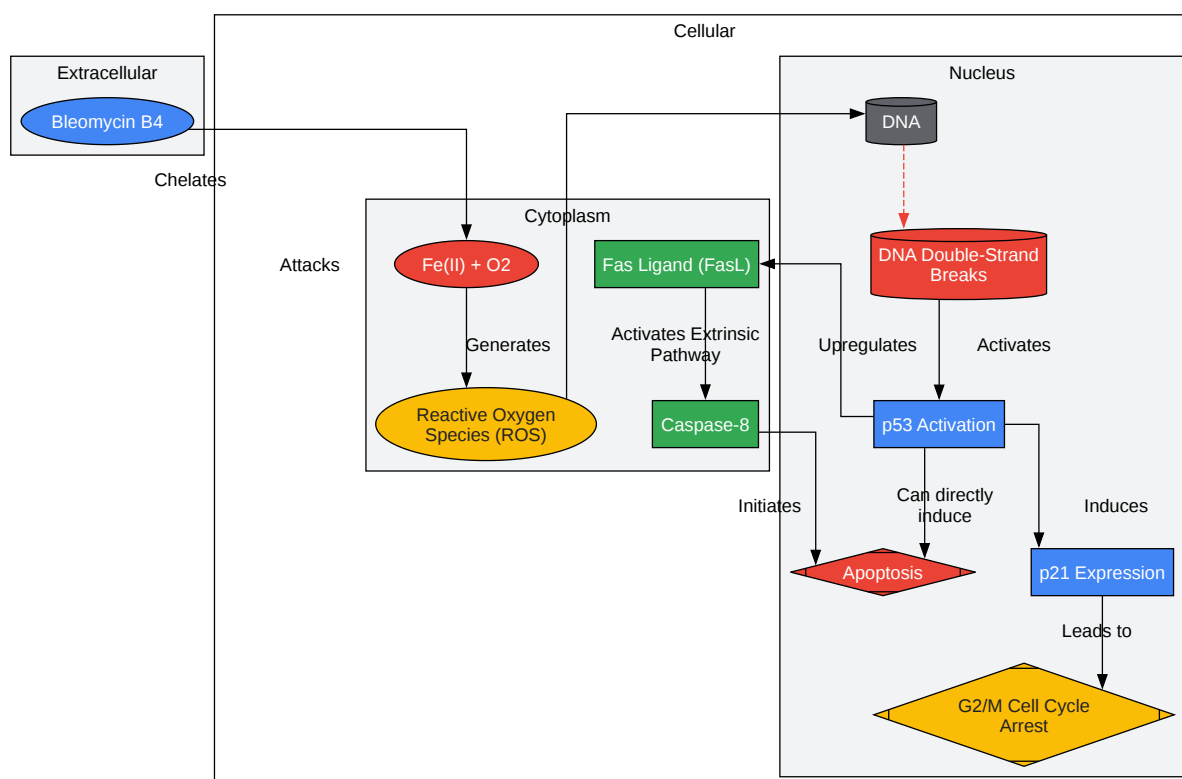 Cellular
Extracellular
Nucleus
Bleomycin B4
DNA
Chelates
Cytoplasm
Attacks
Fe(II) + O2
Fas Ligand (FasL)
DNA Double-Strand
Breaks
Generates
Activates Extrinsic
Pathway
Upregulates
Activates
Reactive Oxygen
Species (ROS)
Caspase-8
p53 Activation
Initiates
Can directly
induce
Induces
Apoptosis
p21 Expression
Leads to
G2/M Cell Cycle
Arrest